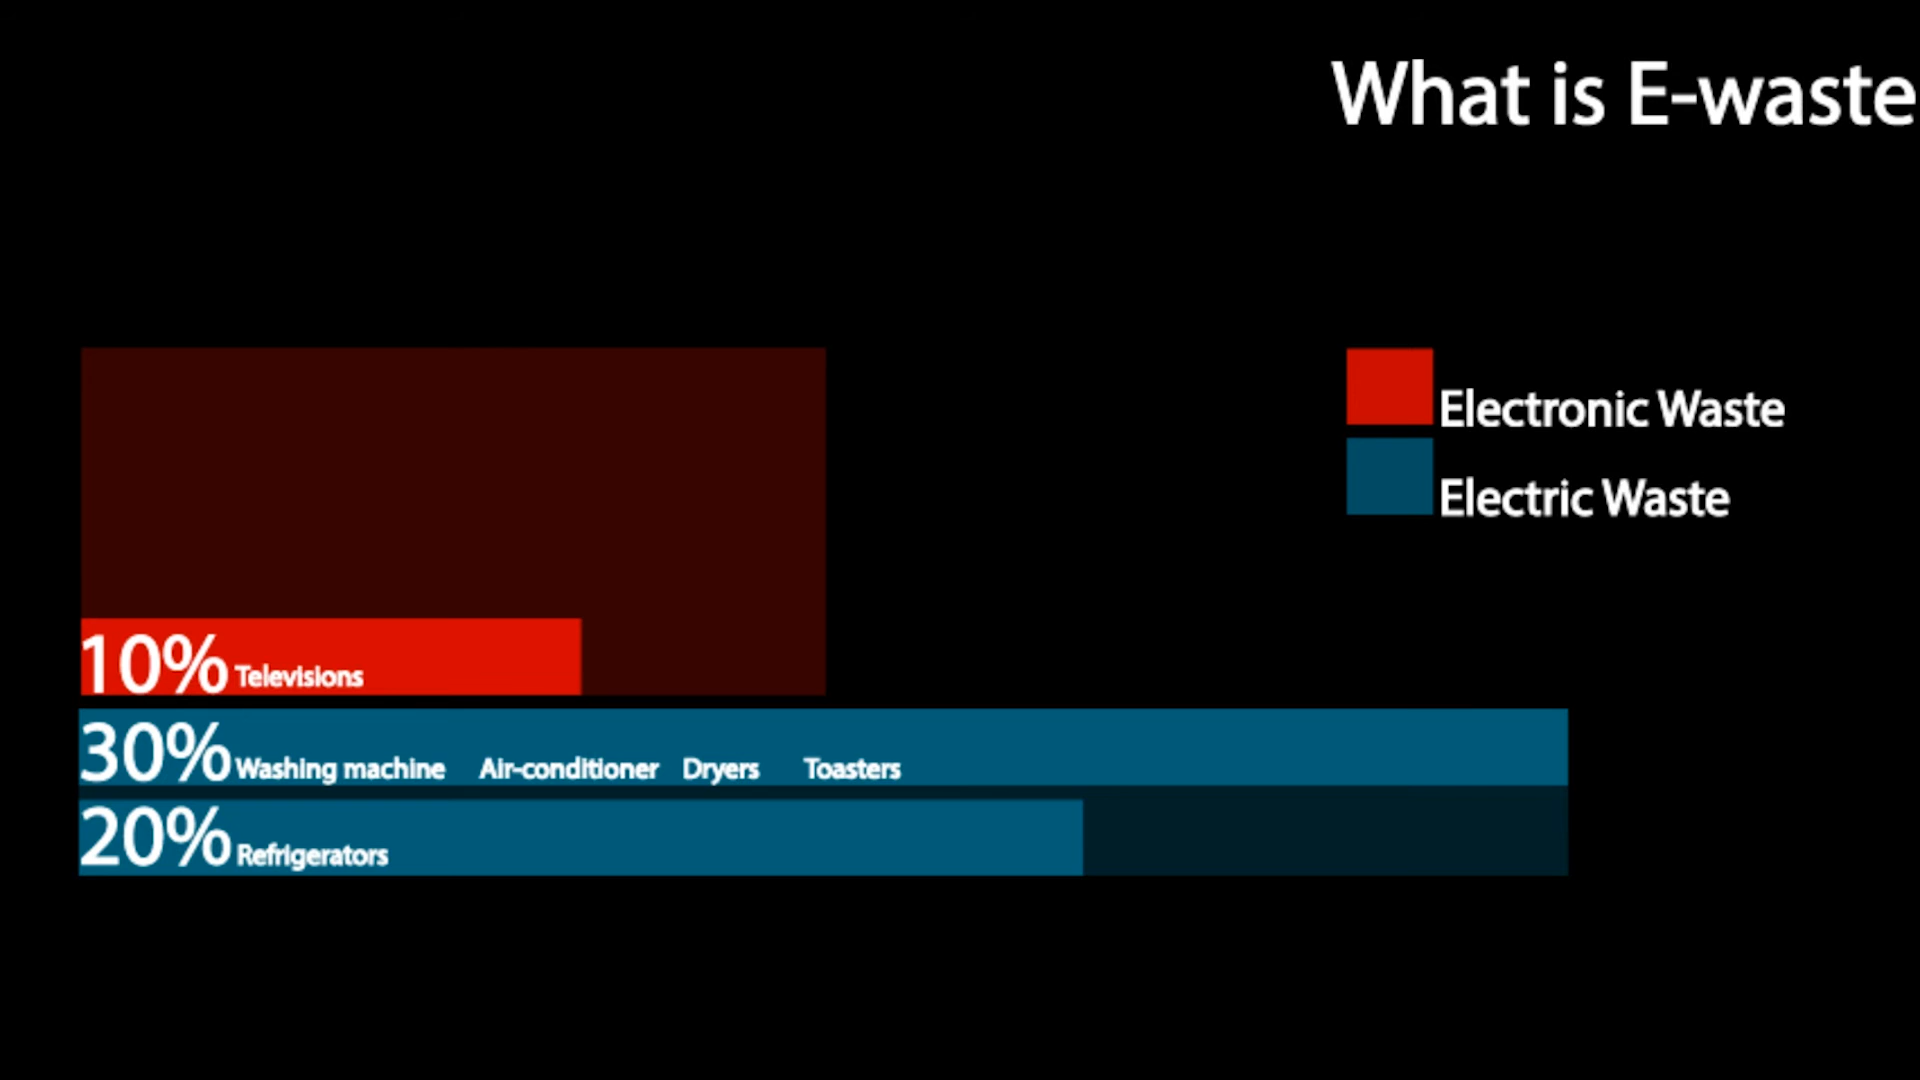 What is E-waste
Electronic Waste
Electric Waste
10% Televisions
30% Washing machine Air-conditioner Dryers Toasters
20% Refrigerators